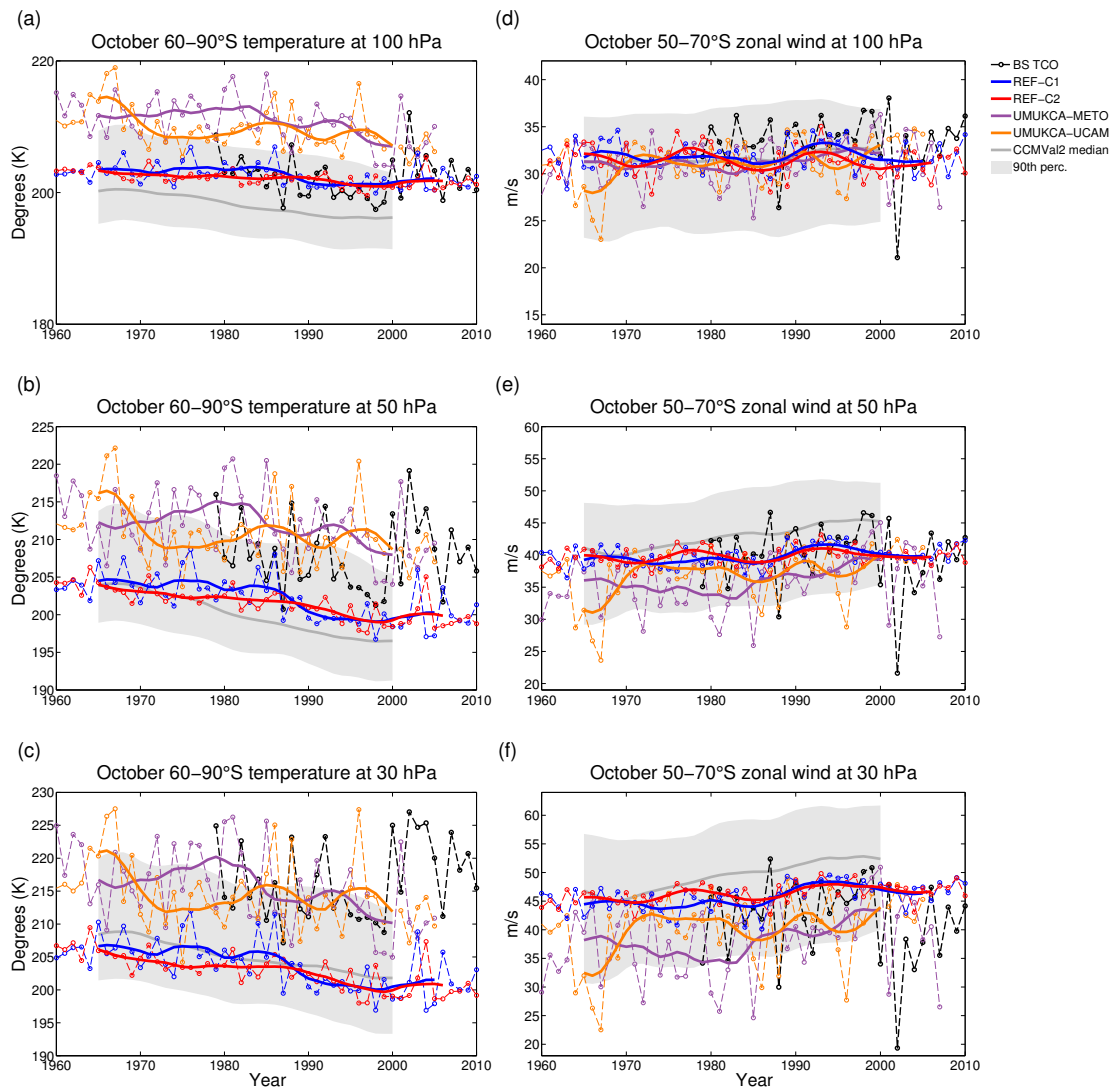 (a)
October 60−90°S temperature at 100 hPa
Degrees (K)
220
200
180
1960 1970 1980 1990 2000 2010
(d)
October 50−70°S zonal wind at 100 hPa
m/s
40
35
30
25
20
15
1960 1970 1980 1990 2000 2010
BS TCO
REF−C1
REF−C2
UMUKCA−METO
UMUKCA−UCAM
CCMVal2 median
90th perc.
(b)
October 60−90°S temperature at 50 hPa
Degrees (K)
225
220
215
210
205
200
195
190
1960 1970 1980 1990 2000 2010
(e)
October 50−70°S zonal wind at 50 hPa
m/s
60
55
50
45
40
35
30
25
20
1960 1970 1980 1990 2000 2010
(c)
October 60−90°S temperature at 30 hPa
Degrees (K)
230
225
220
215
210
205
200
195
190
1960 1970 1980 1990 2000 2010
Year
(f)
October 50−70°S zonal wind at 30 hPa
m/s
60
55
50
45
40
35
30
25
20
1960 1970 1980 1990 2000 2010
Year